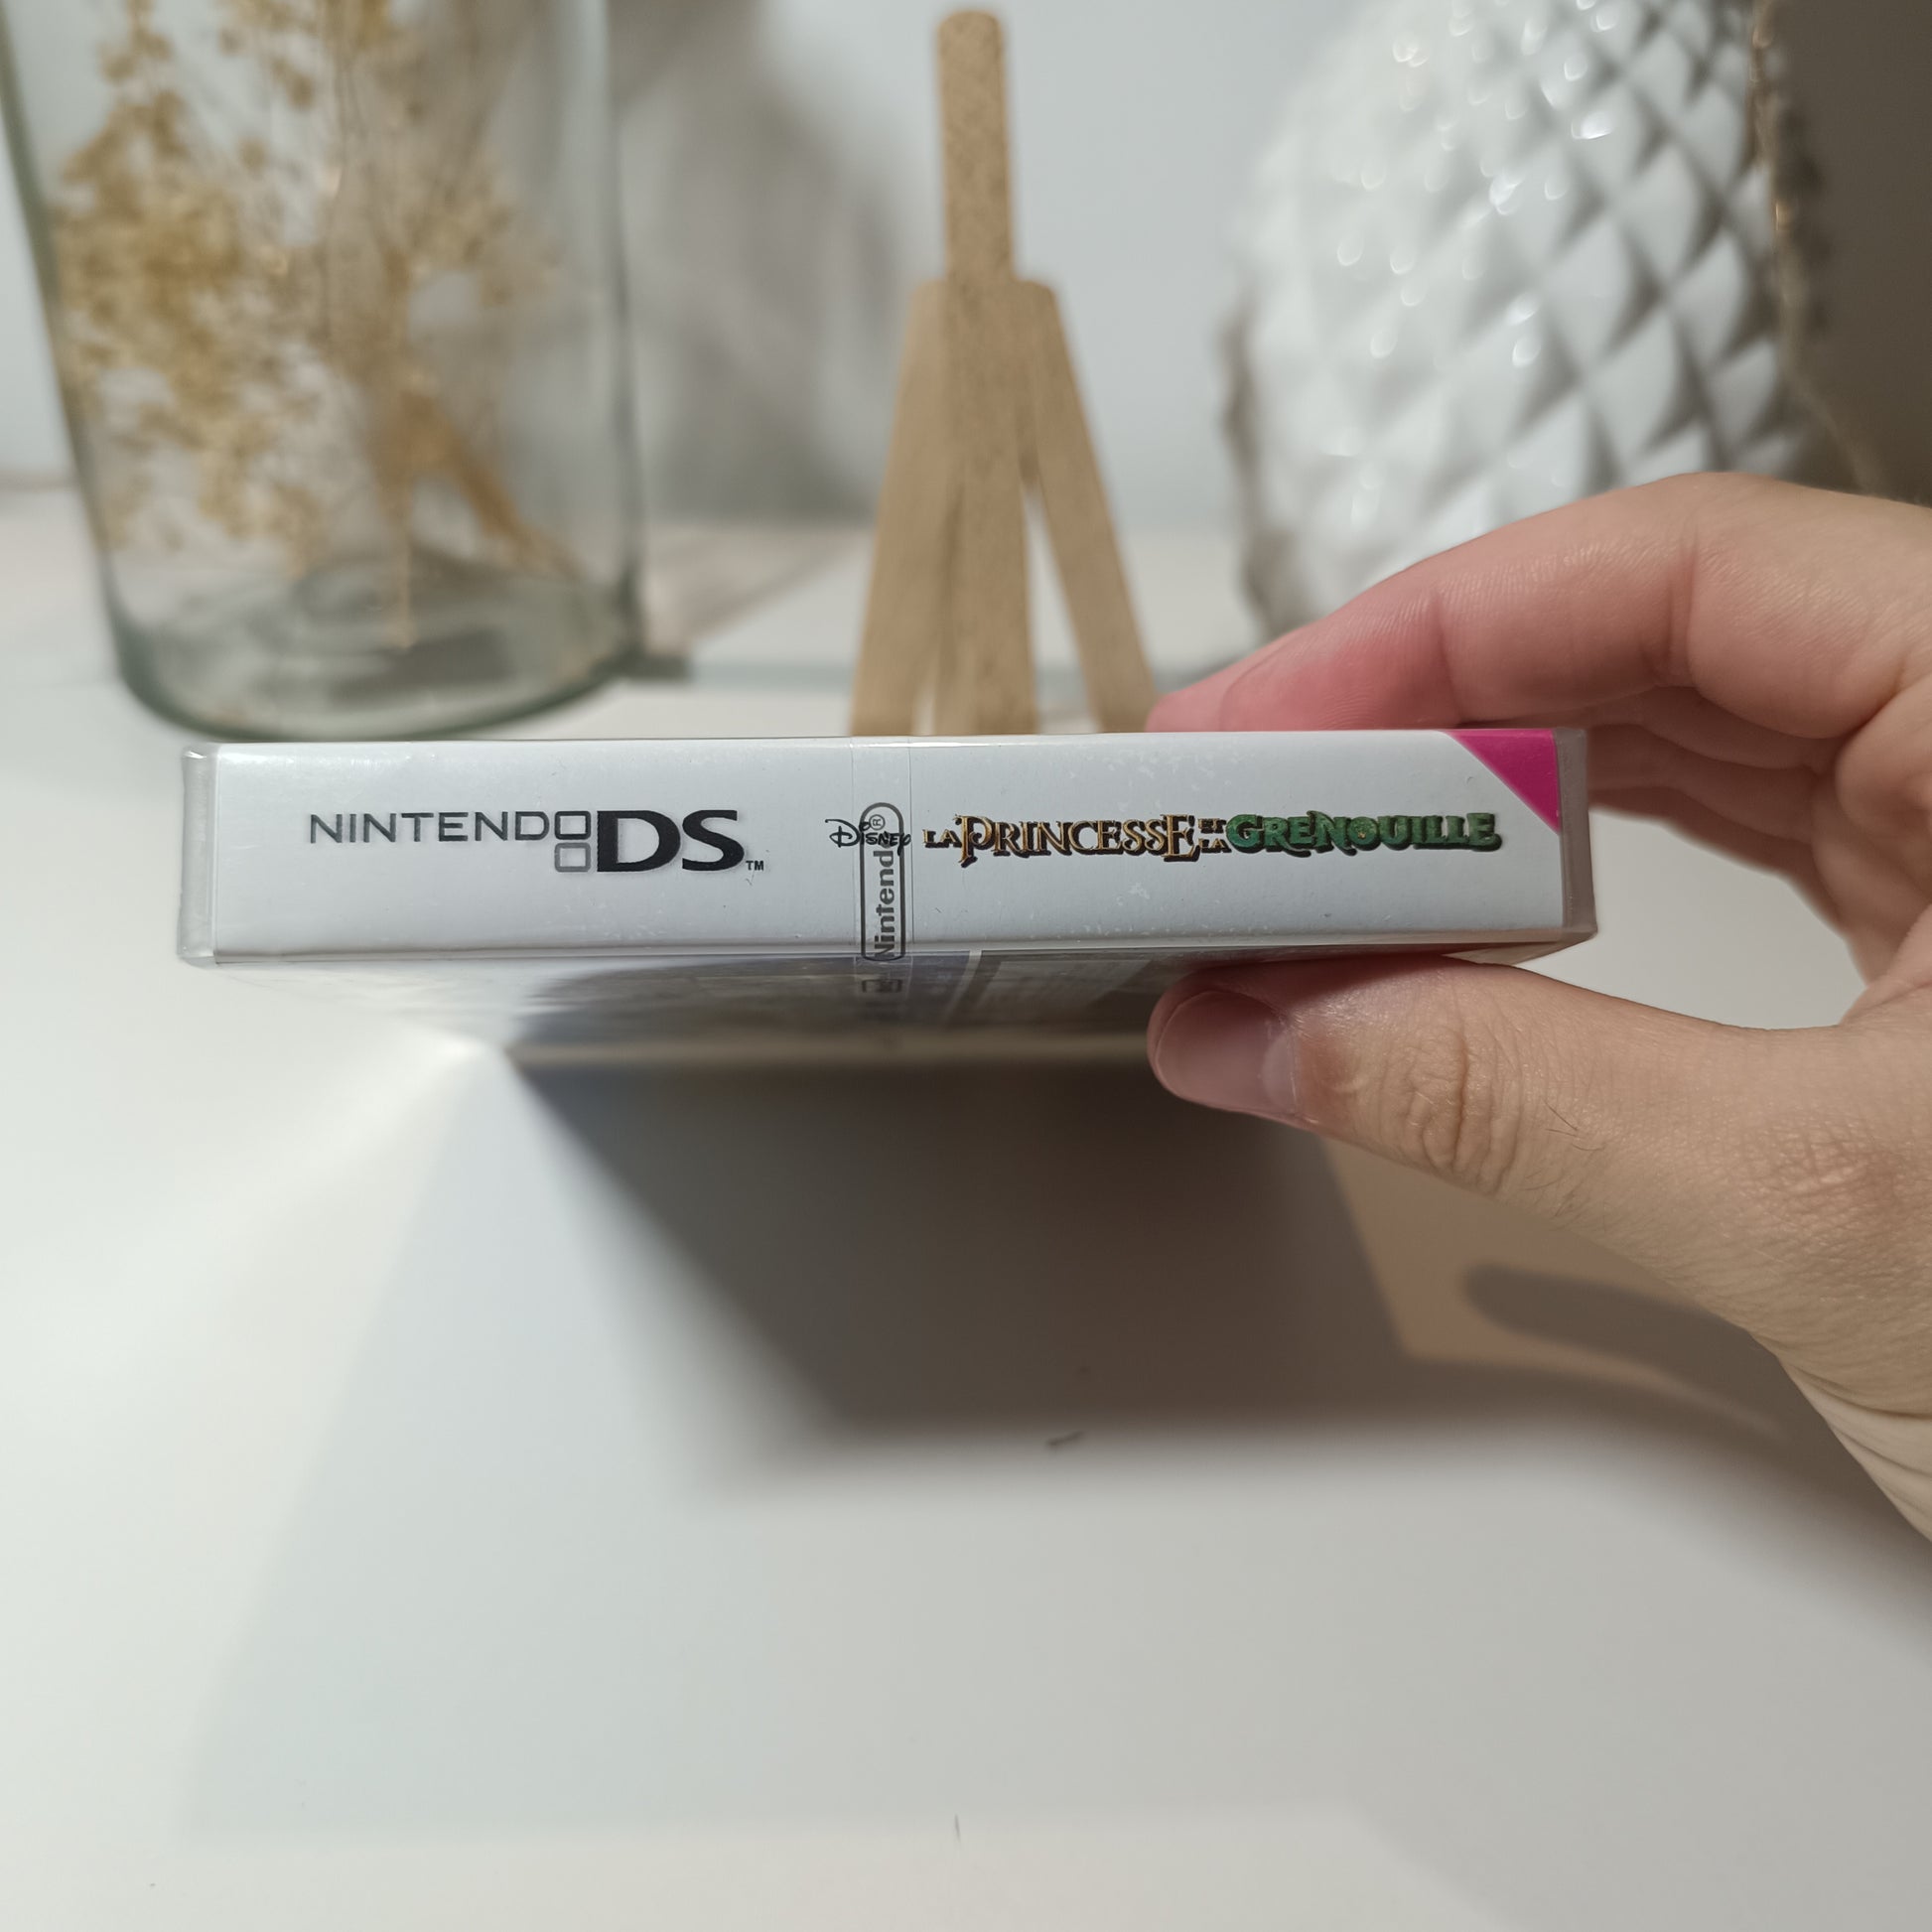 NINTENDO DS™
Disney
LA PRINCESSE ET LA GRENOUILLE
Nintendo®